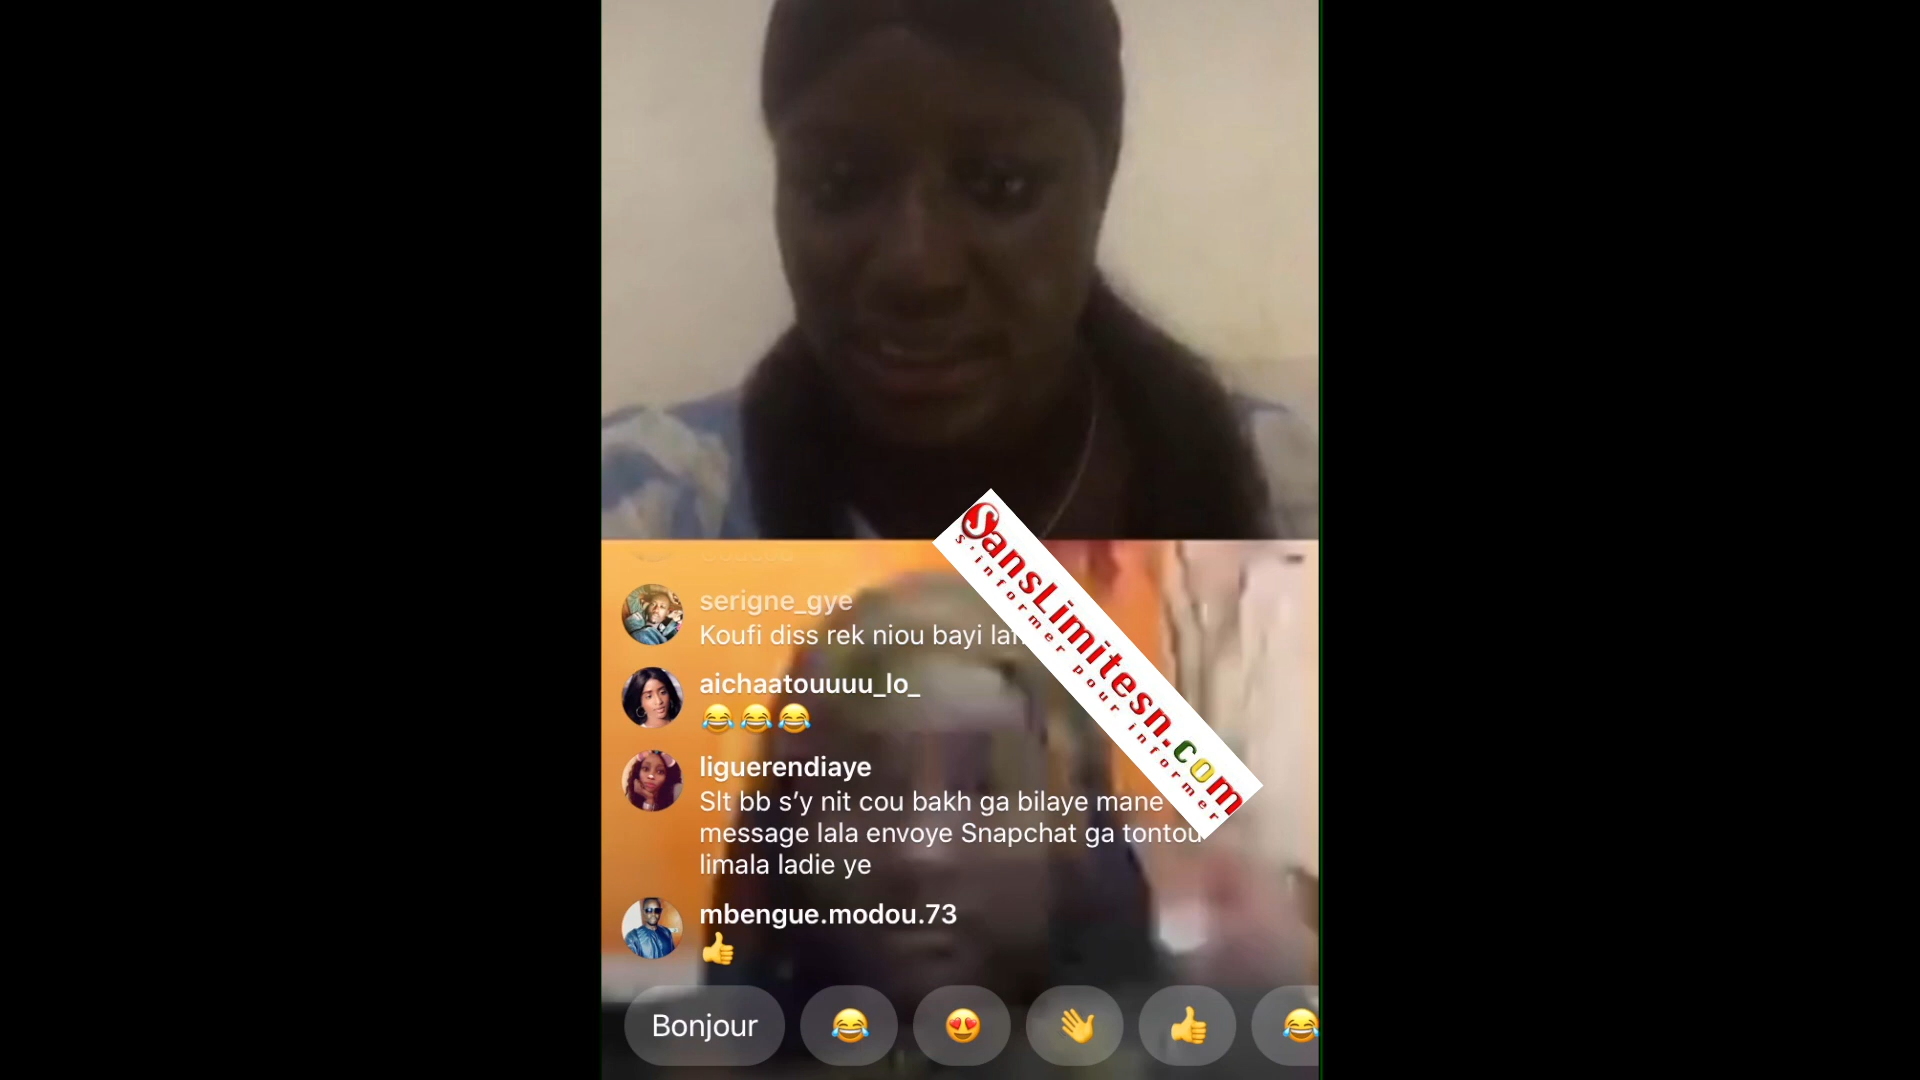 serigne_gye
Koufi diss rek niou bayi
aichaatouuuu_lo_
😂😂😂
liguerendiaye
Slt bb s’y nit cou bakh ga bilaye mane
message lala envoye Snapchat ga tontou
limala ladie ye
mbengue.modou.73
👍
SansLimitesn.com
S'informer pour informer
Bonjour